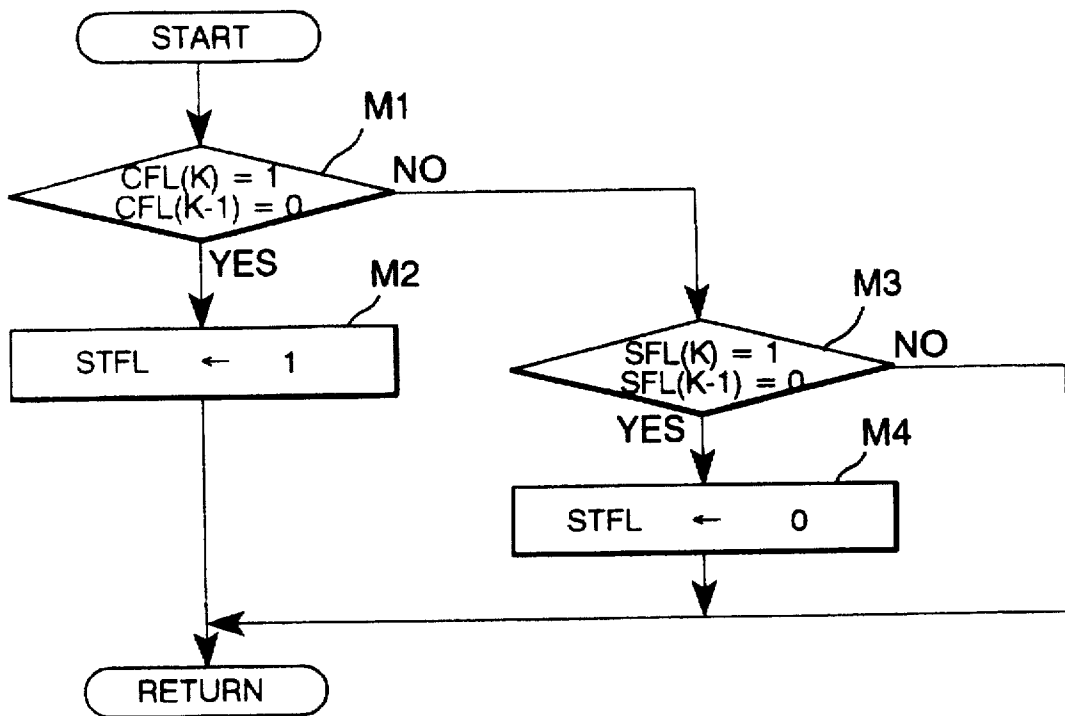 START
M1
CFL(K) = 1
CFL(K-1) = 0
NO
YES
M2
STFL ← 1
M3
SFL(K) = 1
SFL(K-1) = 0
NO
YES
M4
STFL ← 0
RETURN